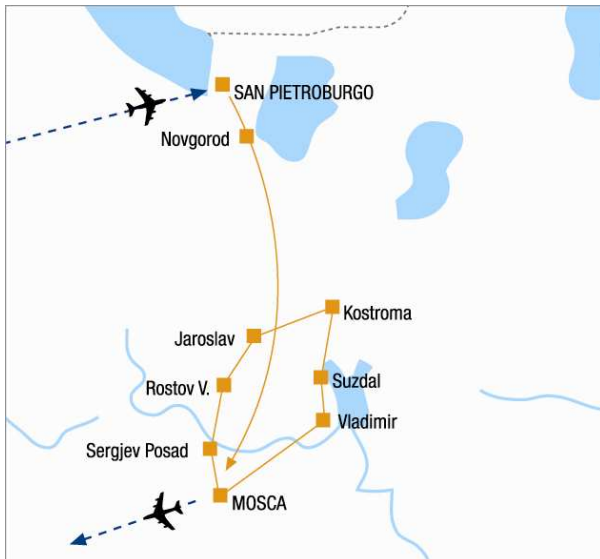 SAN PIETROBURGO
Novgorod
Kostroma
Jaroslav
Suzdal
Rostov V.
Vladimir
Sergjev Posad
MOSCA